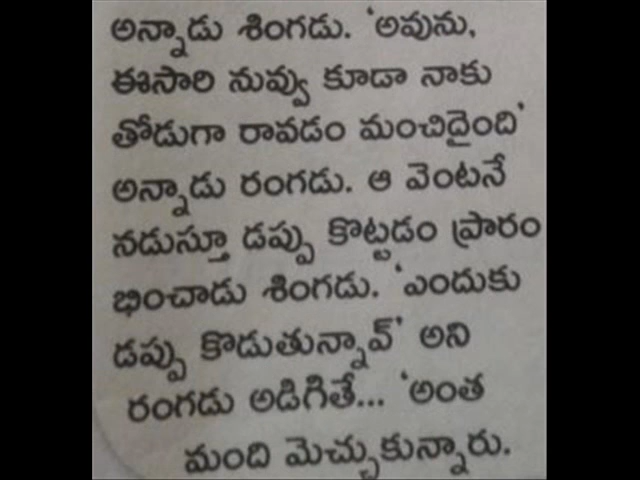 అన్నాడు శింగడు. ‘అవును,
ఈసారి నువ్వు కూడా నాకు
తోడుగా రావడం మంచిదైంది’
అన్నాడు రంగడు. ఆ వెంటనే
నడుస్తూ డప్పు కొట్టడం ప్రారం
భించాడు శింగడు. ‘ఎందుకు
డప్పు కొడుతున్నావ్’ అని
రంగడు అడిగితే... ‘అంత
మంది మెచ్చుకున్నారు.